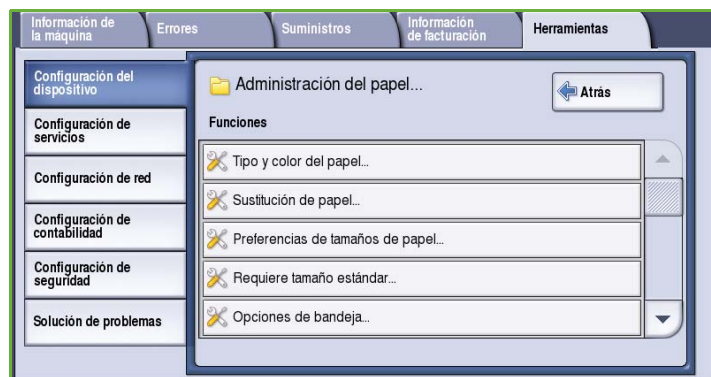 Información de
la máquina
Errores
Suministros
Información
de facturación
Herramientas
Configuración del
dispositivo
Configuración de
servicios
Configuración de red
Configuración de
contabilidad
Configuración de
seguridad
Solución de problemas
Administración del papel...
Atrás
Funciones
Tipo y color del papel...
Sustitución de papel...
Preferencias de tamaños de papel...
Requiere tamaño estándar...
Opciones de bandeja...